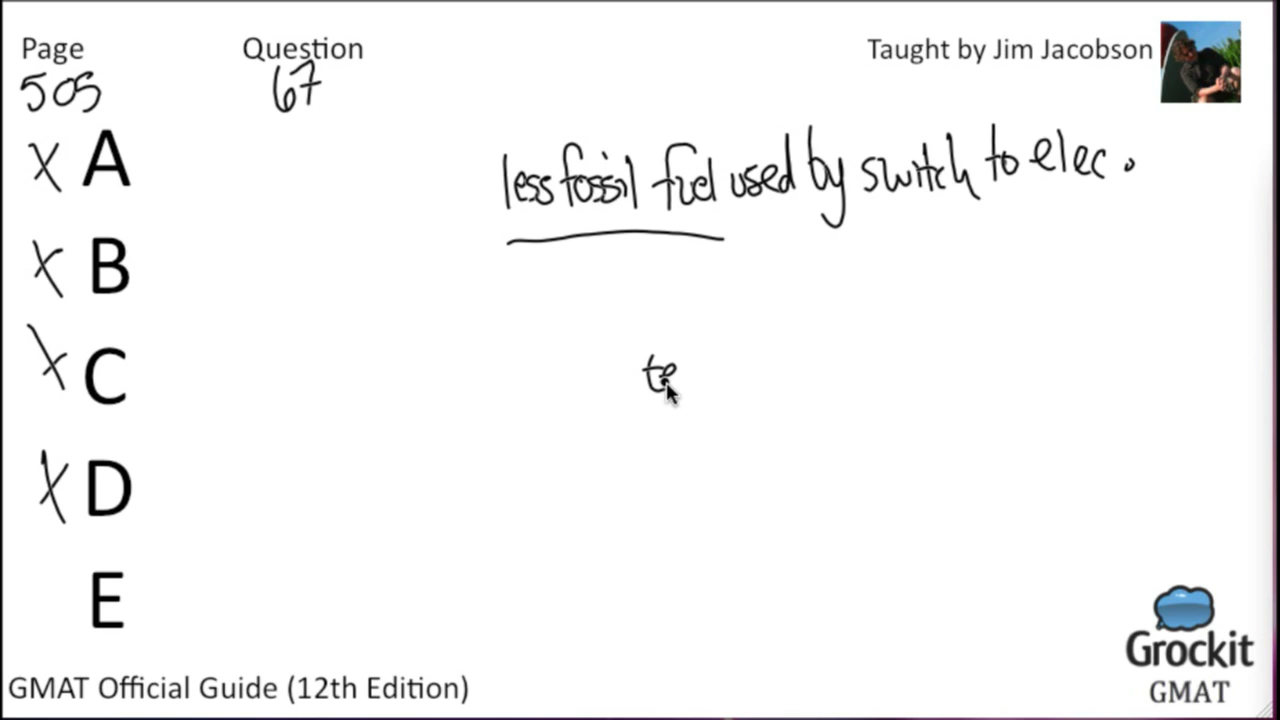 Page Question Taught by Jim Jacobson
505 67
X A
less fossil fuel used by switch to elec.
X B
X C
te
X D
E
Grockit
GMAT Official Guide (12th Edition)
GMAT